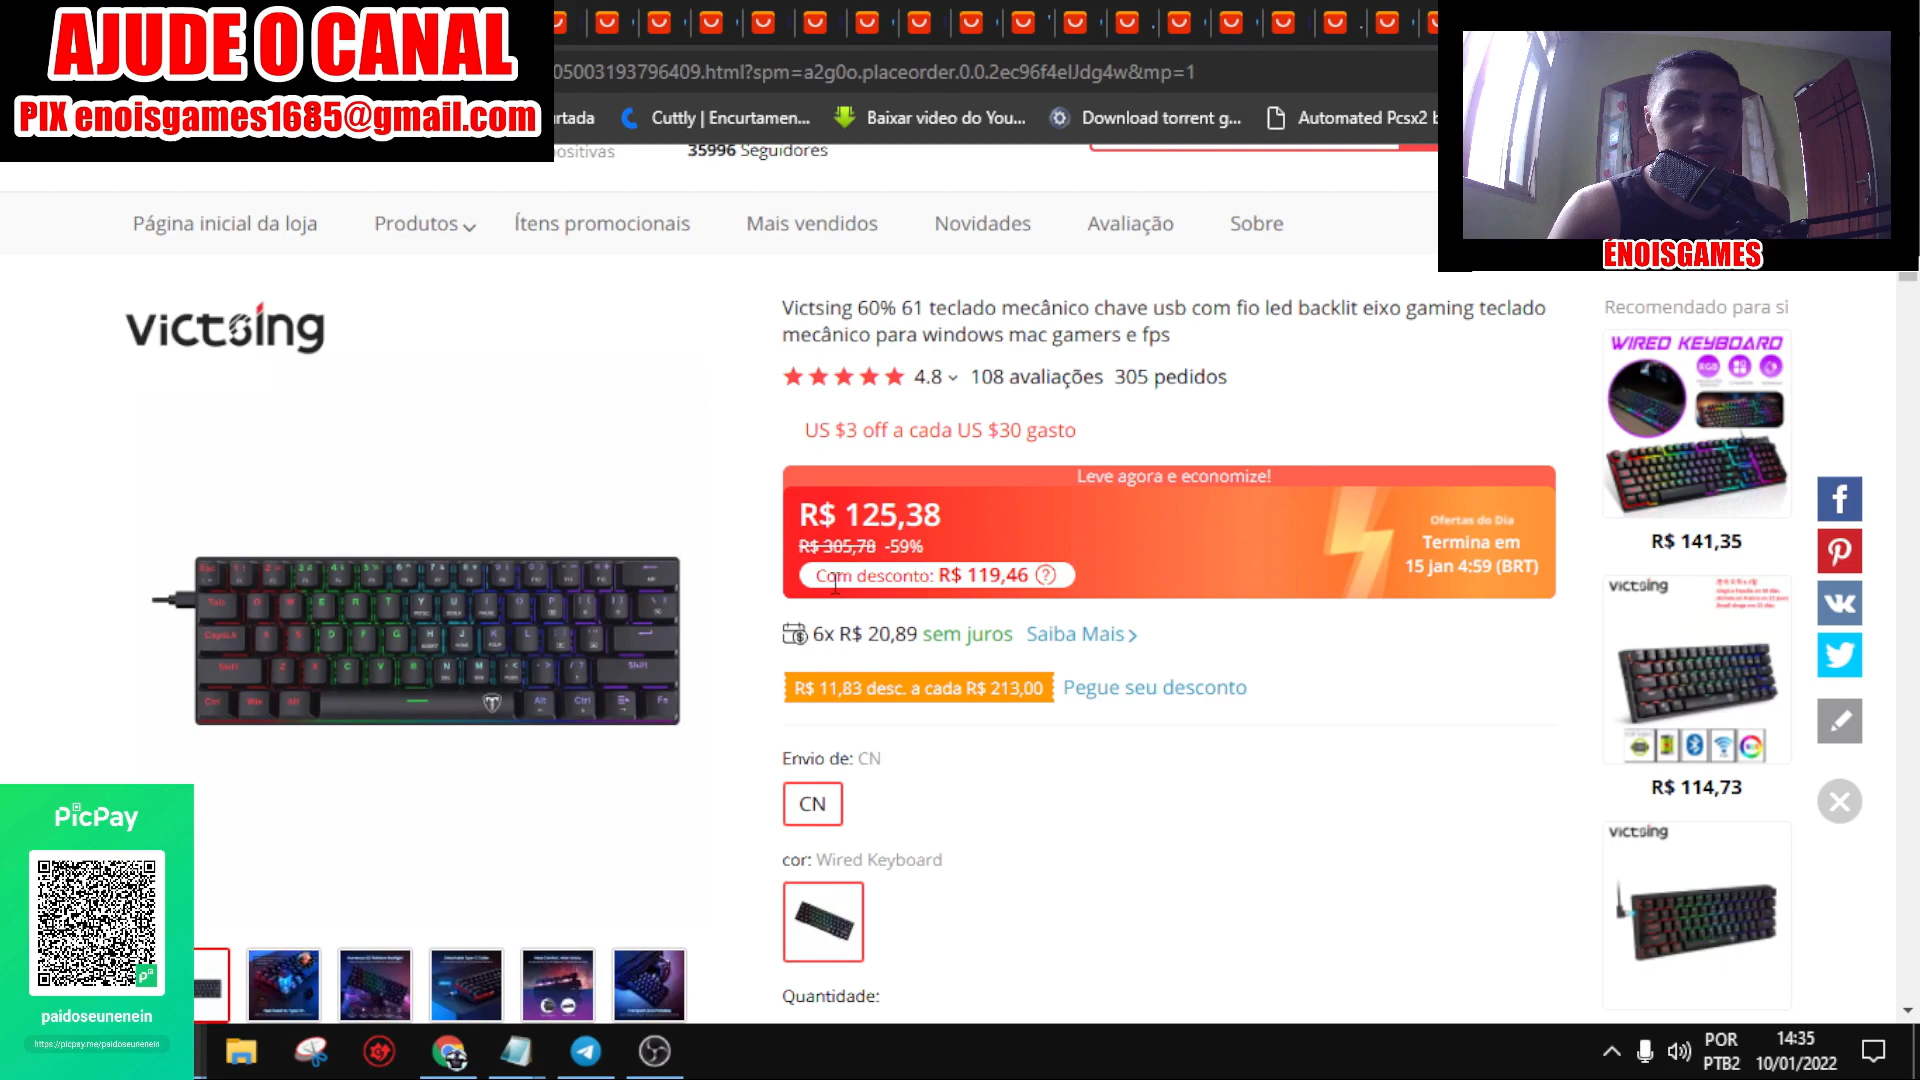 AJUDE O CANAL
PIX enoisgames1685@gmail.com
05003193796409.html?spm=a2g0o.placeorder.0.0.2ec96f4elJdg4w&mp=1
rtada
Cuttly | Encurtamen...
Baixar video do You...
Download torrent g...
Automated Pcsx2 b
ositivas
35996 Seguidores
ENOISGAMES
Página inicial da loja
Produtos
Ítens promocionais
Mais vendidos
Novidades
Avaliação
Sobre
victsing
Victsing 60% 61 teclado mecânico chave usb com fio led backlit eixo gaming teclado
mecânico para windows mac gamers e fps
4.8
108 avaliações
305 pedidos
US $3 off a cada US $30 gasto
Leve agora e economize!
R$ 125,38
R$ 305,78 -59%
Com desconto: R$ 119,46
Ofertas do Dia
Termina em
15 jan 4:59 (BRT)
6x R$ 20,89 sem juros Saiba Mais
R$ 11,83 desc. a cada R$ 213,00 Pegue seu desconto
Envio de: CN
CN
cor: Wired Keyboard
Quantidade:
Recomendado para si
WIRED KEYBOARD
R$ 141,35
victsing
R$ 114,73
victsing
PicPay
paidoseunenein
https://picpay.me/paidoseunenein
POR
PTB2
14:35
10/01/2022